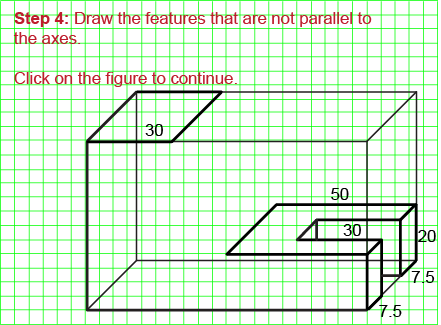 Step 4: Draw the features that are not parallel to
the axes.
Click on the figure to continue.
30
50
30
20
7.5
7.5